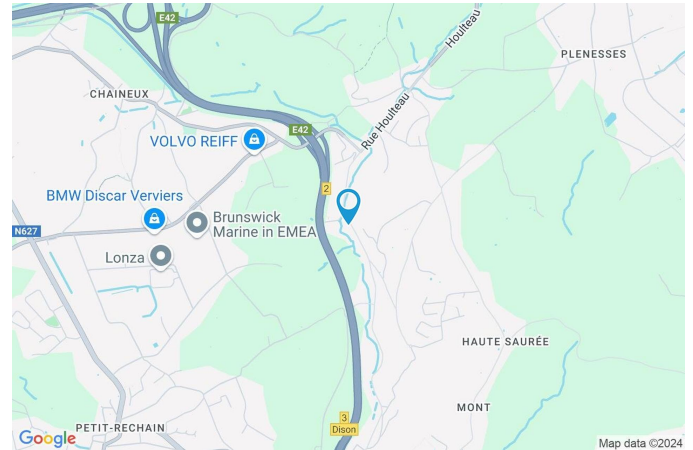 E42
Houlteau
PLENESSES
CHAINEUX
Rue Houlteau
E42
VOLVO REIFF
2
BMW Discar Verviers
Brunswick
Marine in EMEA
N627
Lonza
HAUTE SAURÉE
MONT
3
Dison
PETIT-RECHAIN
Google
Map data ©2024